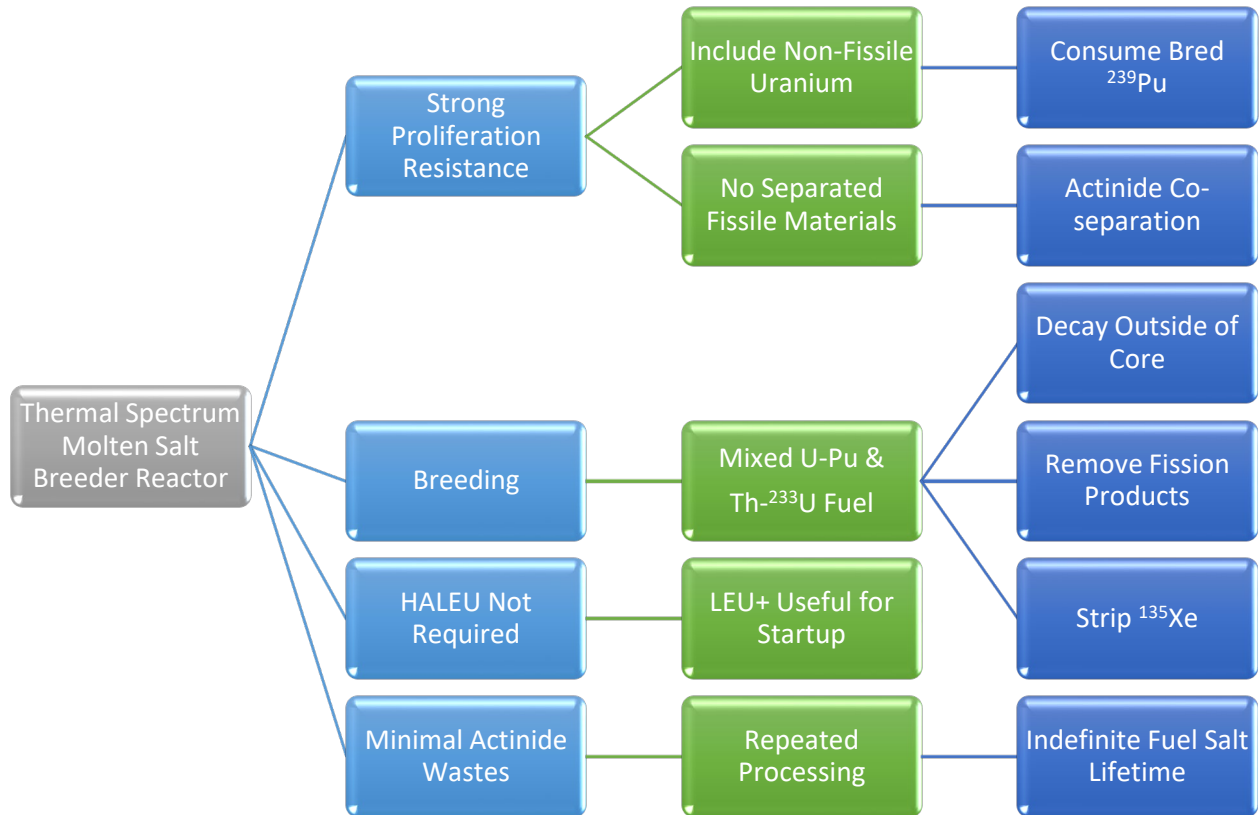 Thermal Spectrum
Molten Salt
Breeder Reactor
Strong
Proliferation
Resistance
Include Non-Fissile
Uranium
Consume Bred
²³⁹Pu
No Separated
Fissile Materials
Actinide Co-
separation
Breeding
Mixed U-Pu &
Th-²³³U Fuel
Decay Outside of
Core
Remove Fission
Products
Strip ¹³⁵Xe
HALEU Not
Required
LEU+ Useful for
Startup
Minimal Actinide
Wastes
Repeated
Processing
Indefinite Fuel Salt
Lifetime